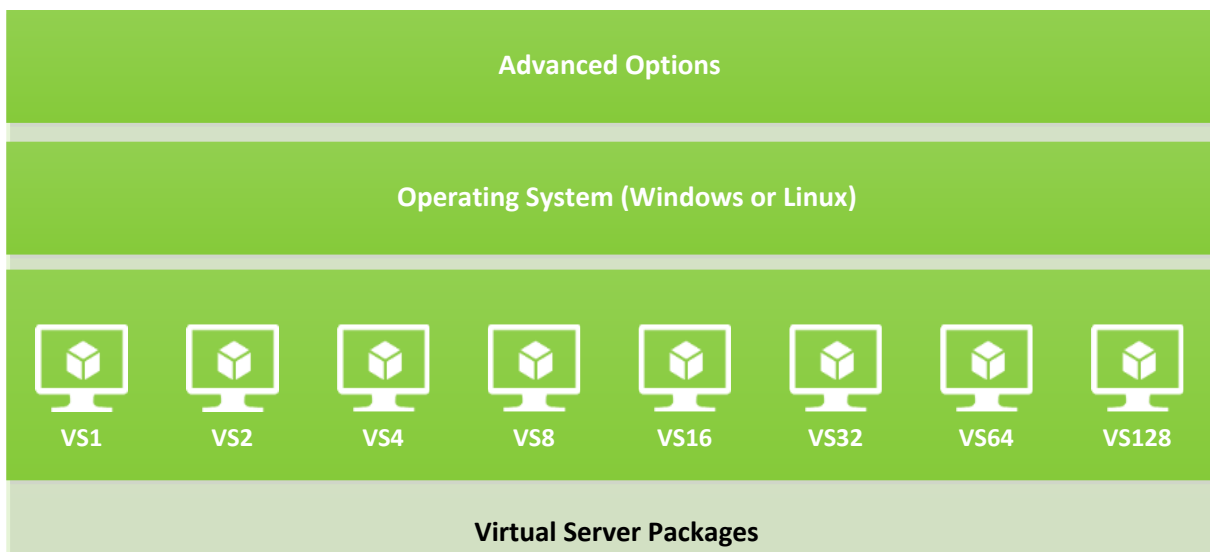 Advanced Options
Operating System (Windows or Linux)
VS1 VS2 VS4 VS8 VS16 VS32 VS64 VS128
Virtual Server Packages